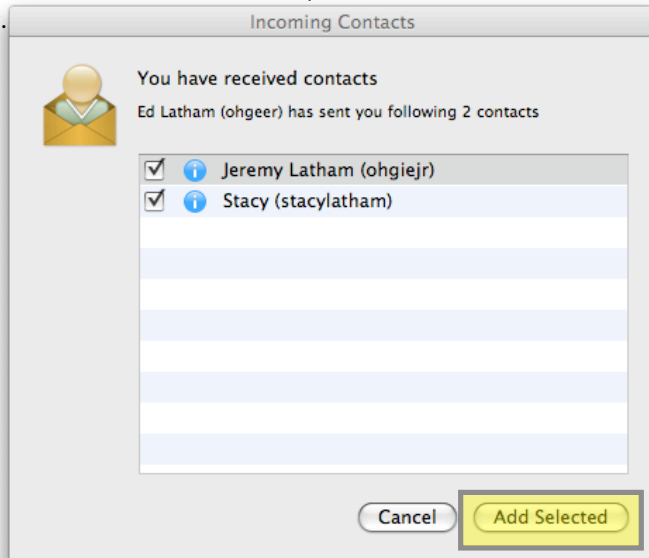 Incoming Contacts
You have received contacts
Ed Latham (ohgeer) has sent you following 2 contacts
Jeremy Latham (ohgiejr)
Stacy (stacylatham)
Cancel Add Selected